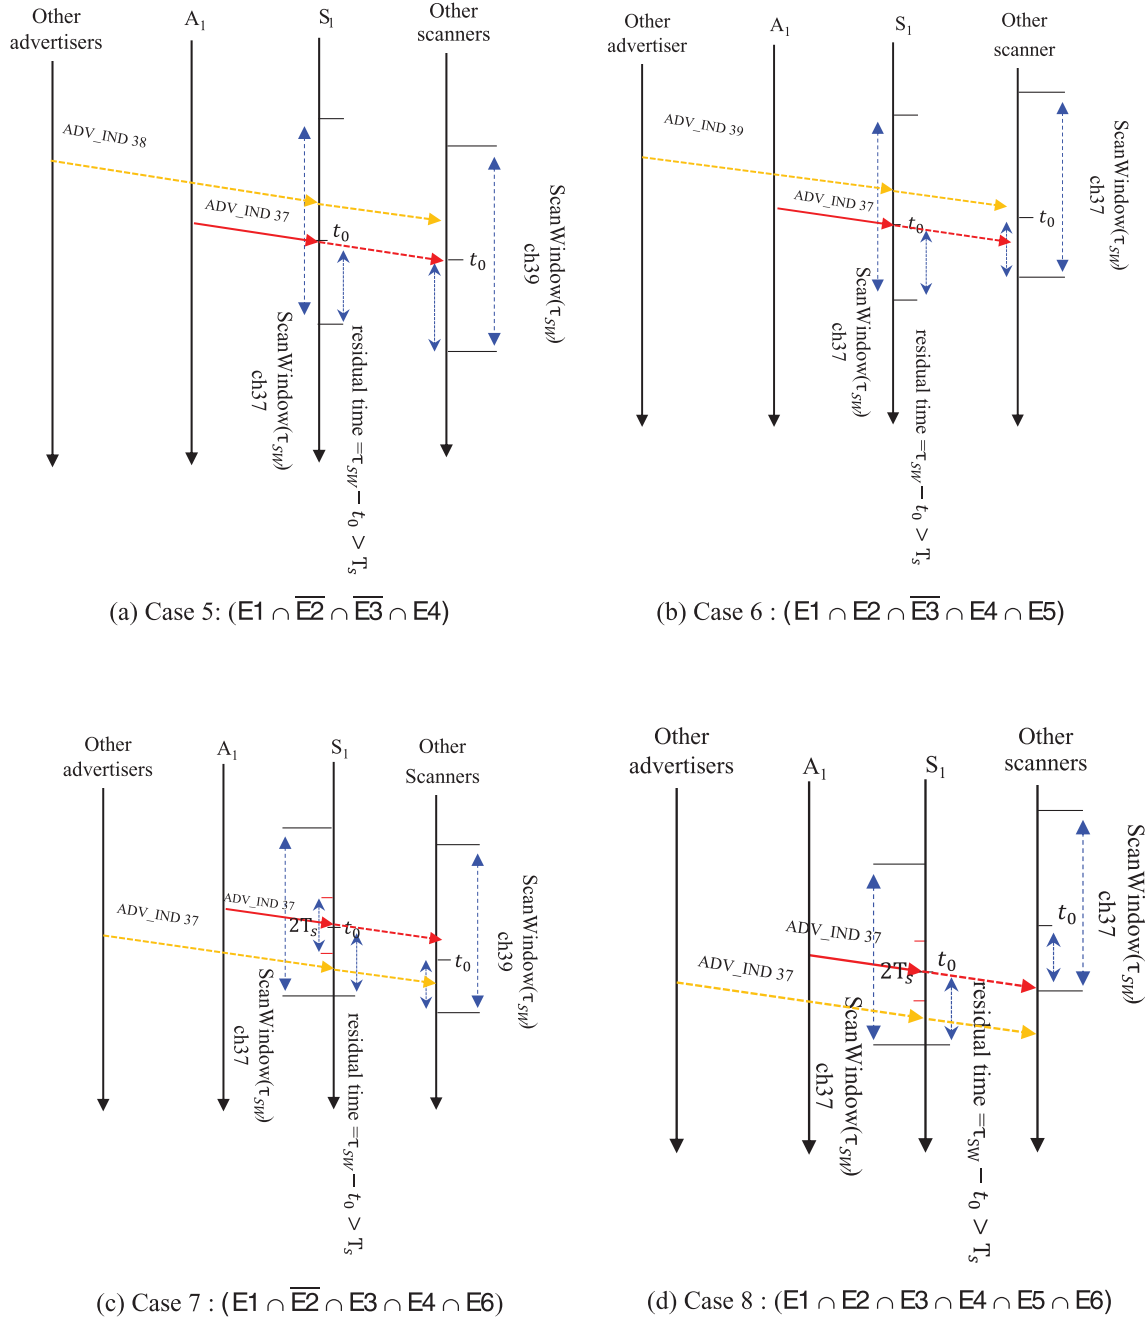 Other
advertisers
A1
S1
Other
scanners
ADV_IND 38
ADV_IND 37
t0
t0
ScanWindow(τSW)
ch39
ScanWindow(τSW)
ch37
residual time =τSW − t0 > Ts
(a) Case 5: (E1 ∩ E̅2̅ ∩ E̅3̅ ∩ E4)
Other
advertiser
A1
S1
Other
scanner
ADV_IND 39
ADV_IND 37
t0
t0
ScanWindow(τSW)
ch37
ScanWindow(τSW)
ch37
residual time =τSW − t0 > Ts
(b) Case 6 : (E1 ∩ E2 ∩ E̅3̅ ∩ E4 ∩ E5)
Other
advertisers
A1
S1
Other
Scanners
ADV_IND 37
ADV_IND 37
2Ts
t0
t0
ScanWindow(τSW)
ch39
ScanWindow(τSW)
ch37
residual time =τSW − t0 > Ts
(c) Case 7 : (E1 ∩ E̅2̅ ∩ E3 ∩ E4 ∩ E6)
Other
advertisers
A1
S1
Other
scanners
ADV_IND 37
ADV_IND 37
2Ts
t0
t0
ScanWindow(τSW)
ch37
ScanWindow(τSW)
ch37
residual time =τSW − t0 > Ts
(d) Case 8 : (E1 ∩ E2 ∩ E3 ∩ E4 ∩ E5 ∩ E6)